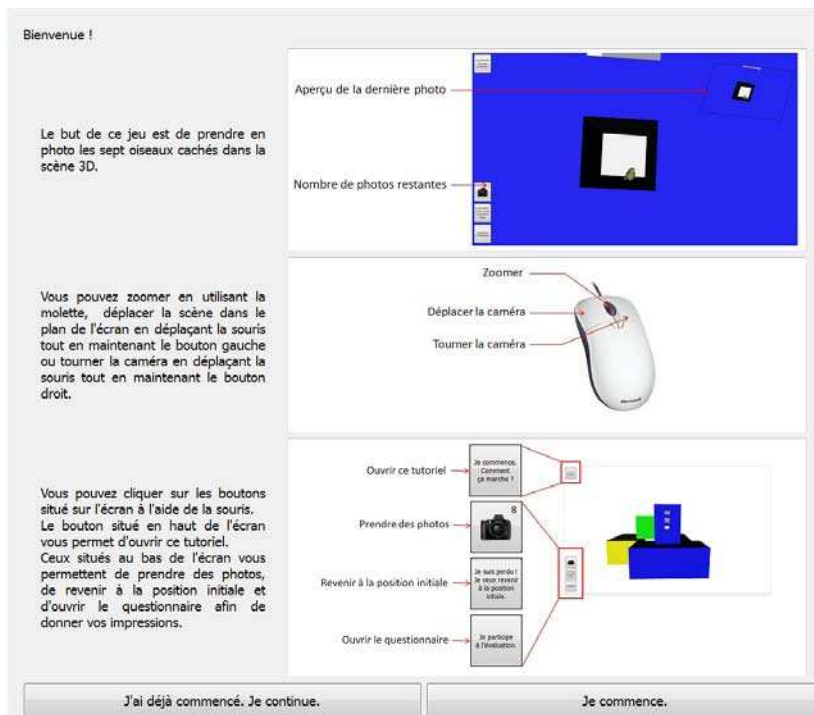 Bienvenue !
Le but de ce jeu est de prendre en
photo les sept oiseaux cachés dans la
scène 3D.
Aperçu de la dernière photo
Nombre de photos restantes
Vous pouvez zoomer en utilisant la
molette, déplacer la scène dans le
plan de l'écran en déplaçant la souris
tout en maintenant le bouton gauche
ou tourner la caméra en déplaçant la
souris tout en maintenant le bouton
droit.
Zoomer
Déplacer la caméra
Tourner la caméra
Microsoft
Vous pouvez cliquer sur les boutons
situé sur l'écran à l'aide de la souris.
Le bouton situé en haut de l'écran
vous permet d'ouvrir ce tutoriel.
Ceux situés au bas de l'écran vous
permettent de prendre des photos,
de revenir à la position initiale et
d'ouvrir le questionnaire afin de
donner vos impressions.
Ouvrir ce tutoriel
Je commence.
Comment
ça marche ?
Prendre des photos
8
Revenir à la position initiale
Je suis perdu !
Je veux revenir
à la position
initiale.
Ouvrir le questionnaire
Je participe
à l'évaluation.
J'ai déjà commencé. Je continue.
Je commence.